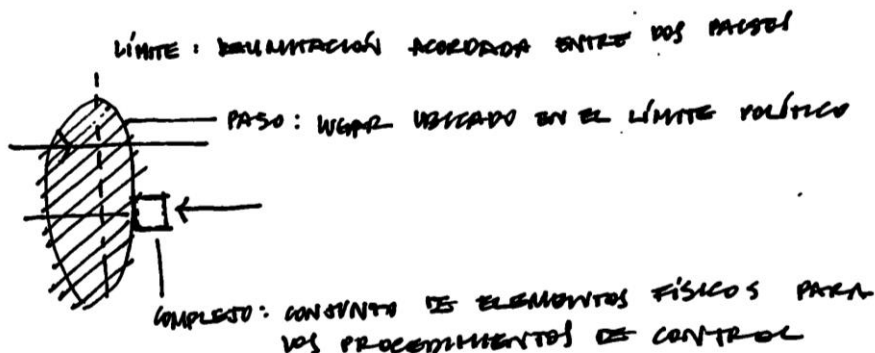 LÍMITE: DELIMITACIÓN ACORDADA ENTRE DOS PAISES
PASO: LUGAR UBICADO EN EL LÍMITE POLÍTICO
COMPLEJO: CONJUNTO DE ELEMENTOS FÍSICOS PARA
LOS PROCEDIMIENTOS DE CONTROL